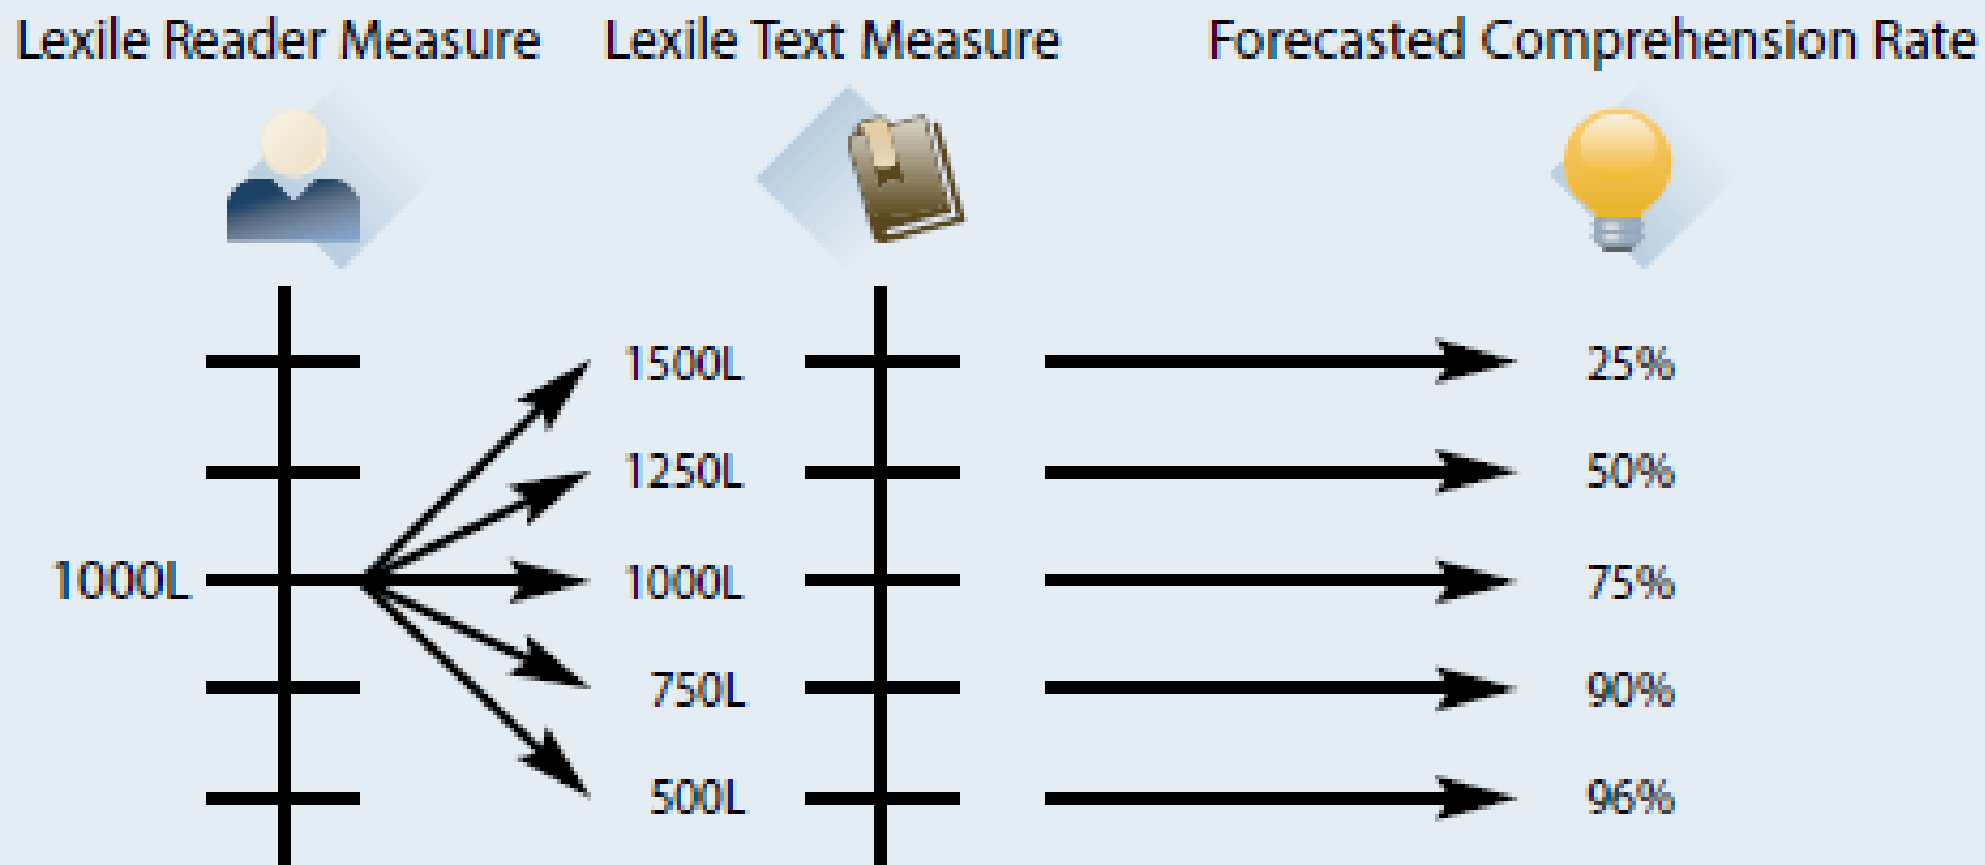 Lexile Reader Measure Lexile Text Measure Forecasted Comprehension Rate
1500L 25%
1250L 50%
1000L 1000L 75%
750L 90%
500L 96%